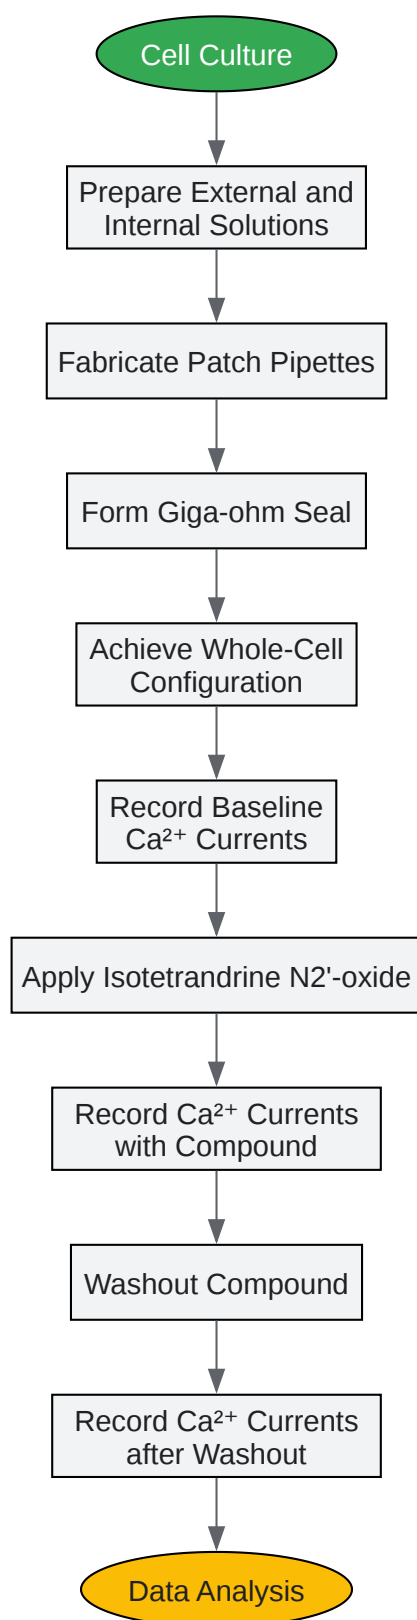 Cell Culture
Prepare External and
Internal Solutions
Fabricate Patch Pipettes
Form Giga-ohm Seal
Achieve Whole-Cell
Configuration
Record Baseline
Ca²⁺ Currents
Apply Isotetrandrine N2'-oxide
Record Ca²⁺ Currents
with Compound
Washout Compound
Record Ca²⁺ Currents
after Washout
Data Analysis